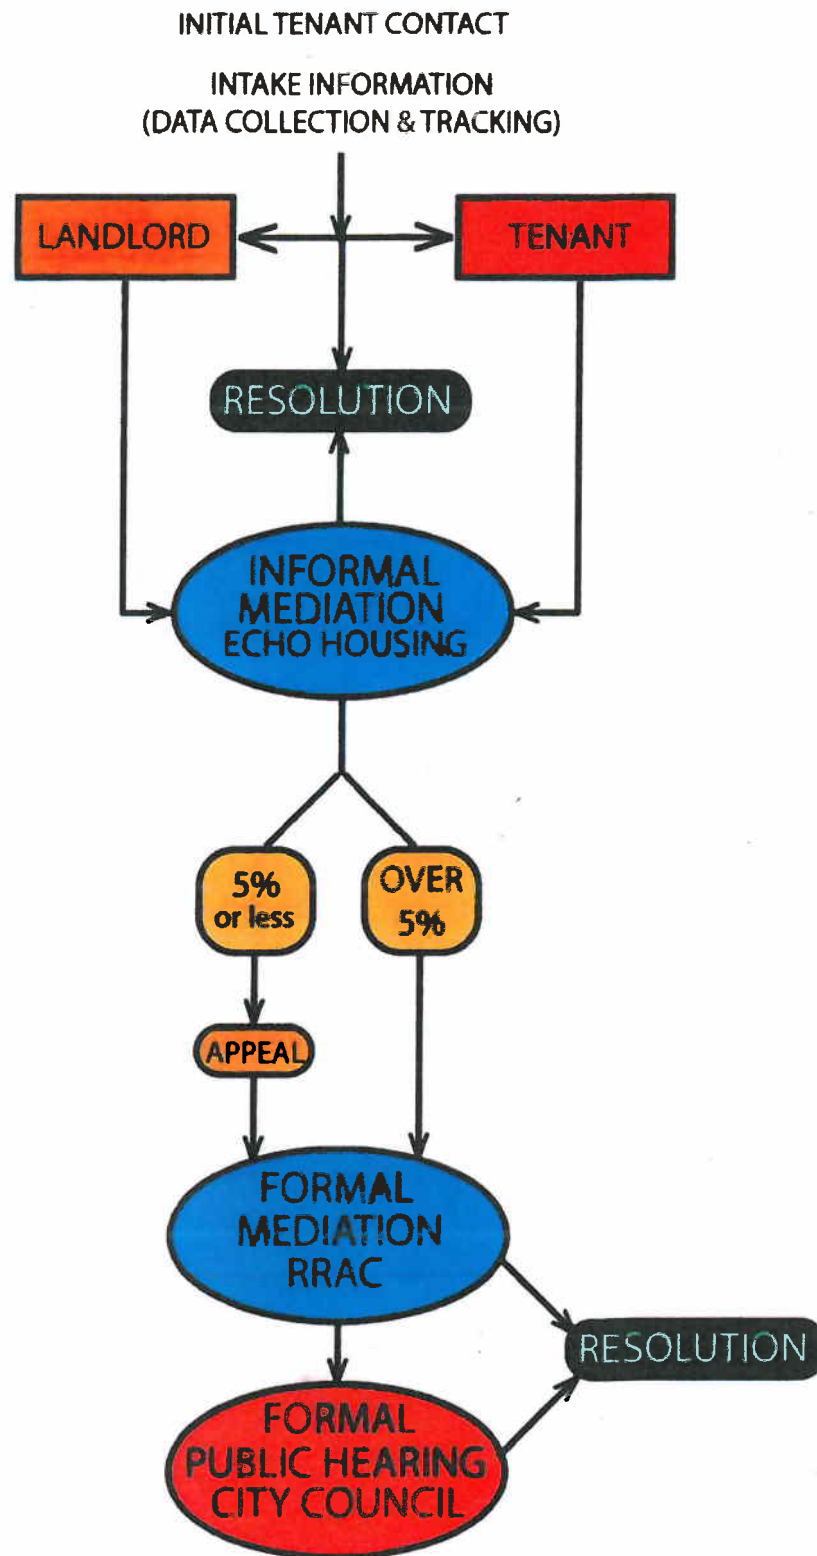 INITIAL TENANT CONTACT
INTAKE INFORMATION
(DATA COLLECTION & TRACKING)
LANDLORD
TENANT
RESOLUTION
INFORMAL
MEDIATION
ECHO HOUSING
5%
or less
OVER
5%
APPEAL
FORMAL
MEDIATION
RRAC
RESOLUTION
FORMAL
PUBLIC HEARING
CITY COUNCIL